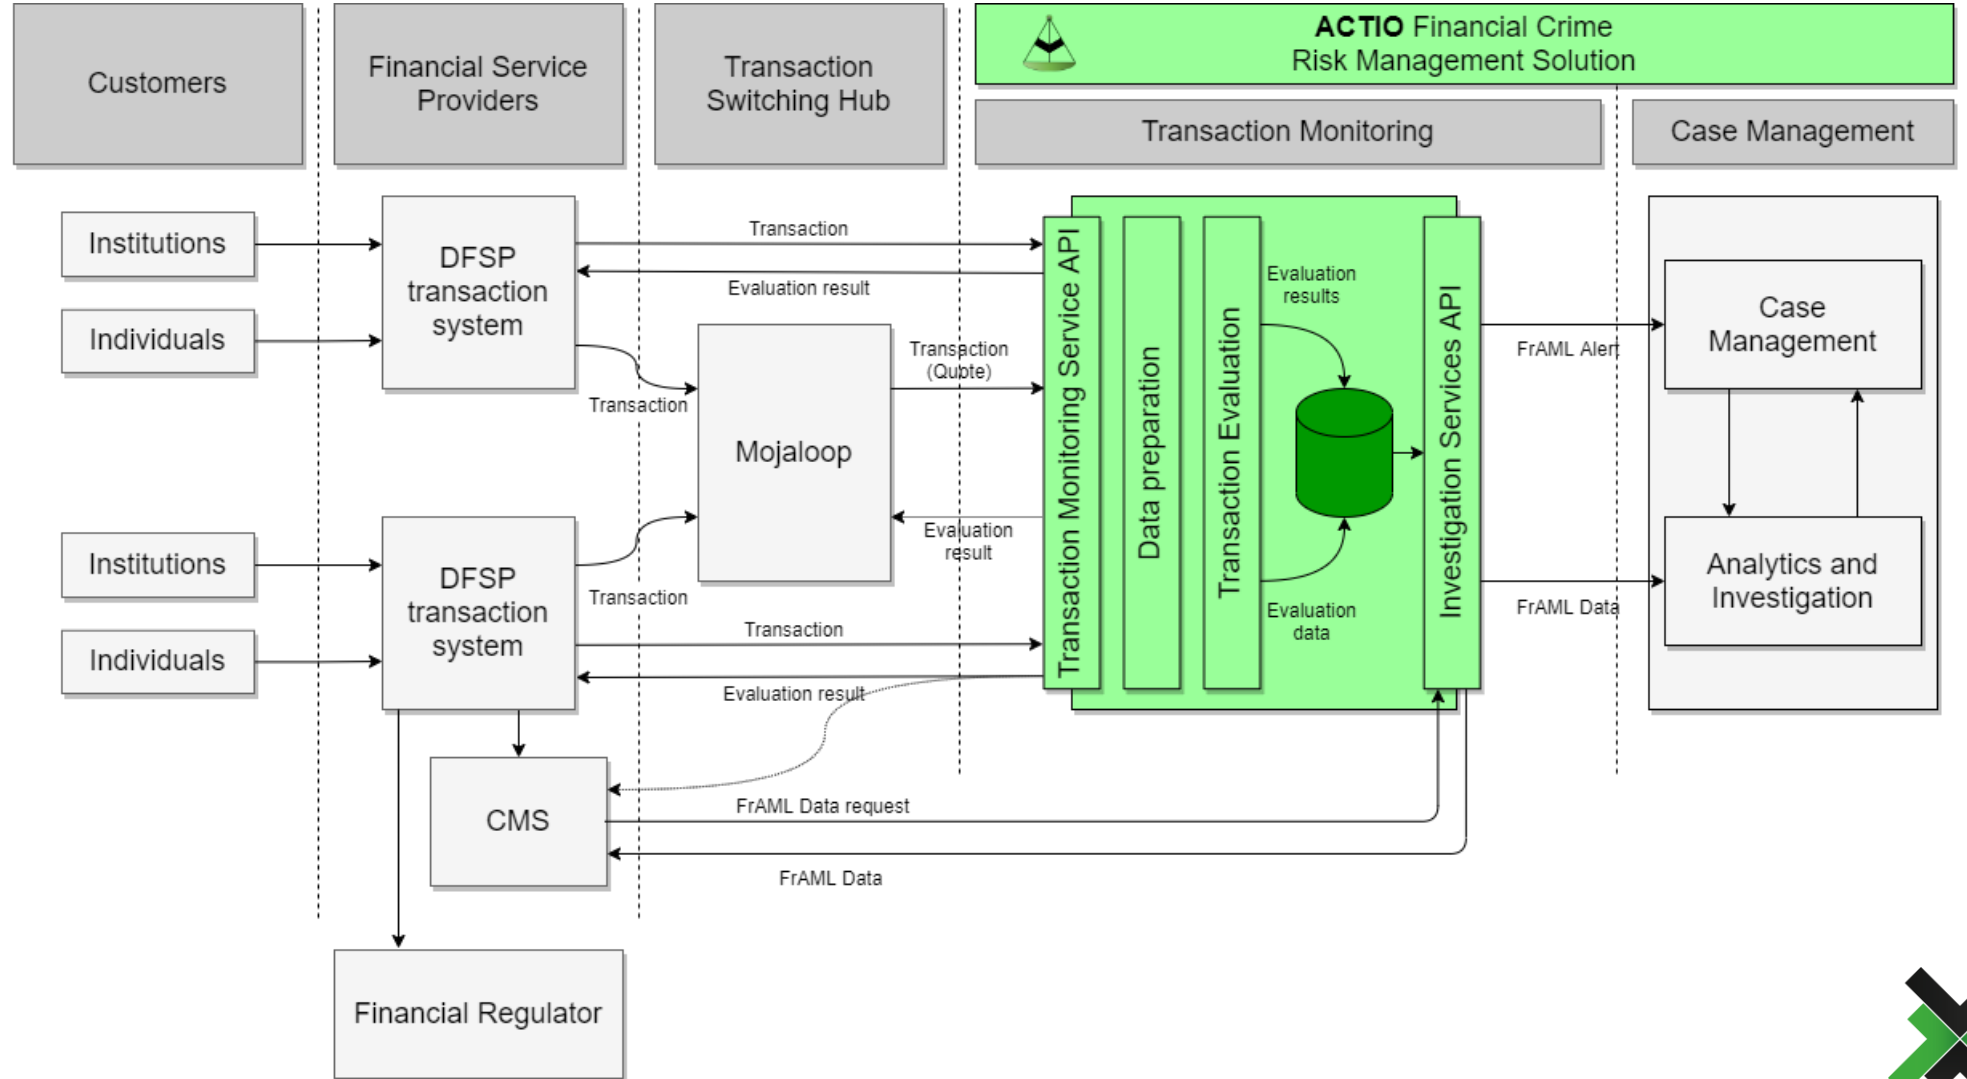 Customers
Financial Service
Providers
Transaction
Switching Hub
ACTIO Financial Crime
Risk Management Solution
Transaction Monitoring
Case Management
Institutions
Individuals
DFSP
transaction
system
Transaction
Evaluation result
Transaction
Mojaloop
Transaction
(Quote)
Evaluation
result
Institutions
Individuals
DFSP
transaction
system
Transaction
Transaction
Evaluation result
CMS
FrAML Data request
FrAML Data
Financial Regulator
Transaction Monitoring Service API
Data preparation
Transaction Evaluation
Evaluation
results
Evaluation
data
Investigation Services API
FrAML Alert
FrAML Data
Case
Management
Analytics and
Investigation